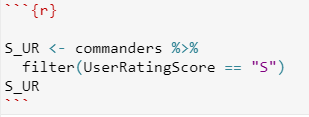 ```{r}
S_UR <- commanders %>%
  filter(UserRatingScore == "S")
S_UR
```